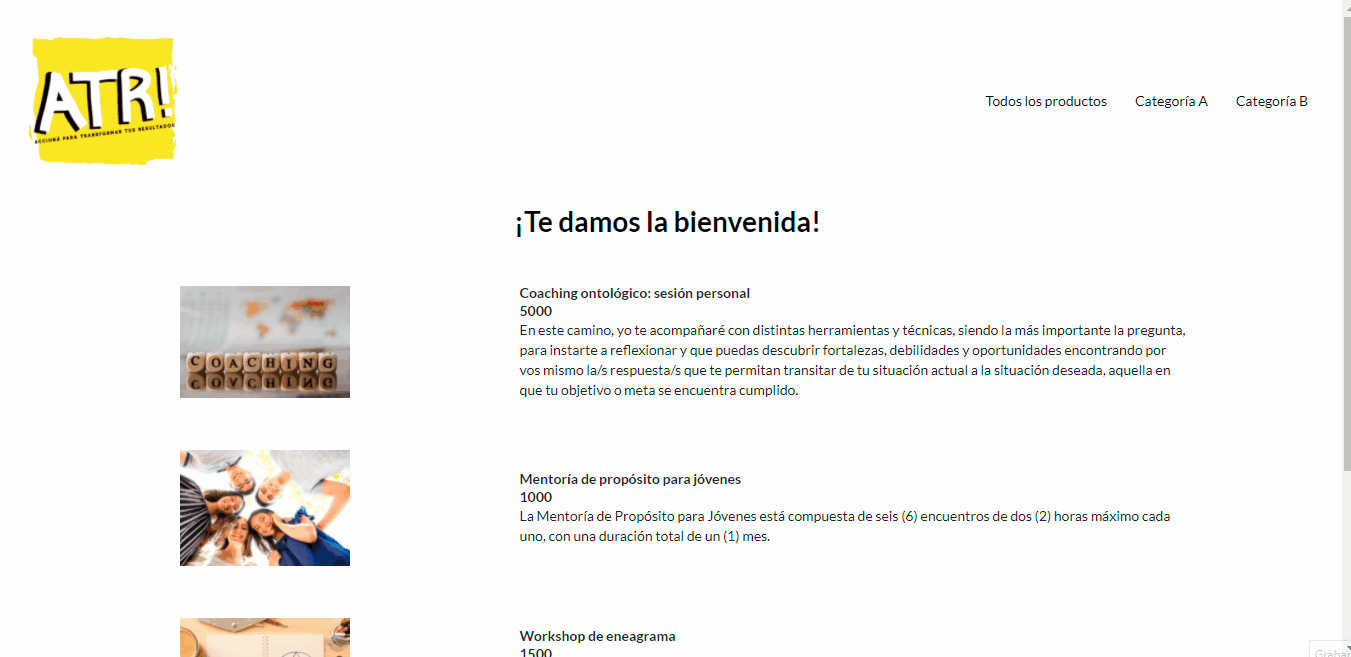 ATR!
ACCIONÁ PARA TRANSFORMAR TUS RESULTADOS
Todos los productos
Categoría A
Categoría B
¡Te damos la bienvenida!
COACHING
Coaching ontológico: sesión personal
5000
En este camino, yo te acompañaré con distintas herramientas y técnicas, siendo la más importante la pregunta,
para instarte a reflexionar y que puedas descubrir fortalezas, debilidades y oportunidades encontrando por
vos mismo la/s respuesta/s que te permitan transitar de tu situación actual a la situación deseada, aquella en
que tu objetivo o meta se encuentra cumplido.
Mentoría de propósito para jóvenes
1000
La Mentoría de Propósito para Jóvenes está compuesta de seis (6) encuentros de dos (2) horas máximo cada
uno, con una duración total de un (1) mes.
Workshop de eneagrama
1500
Grabar